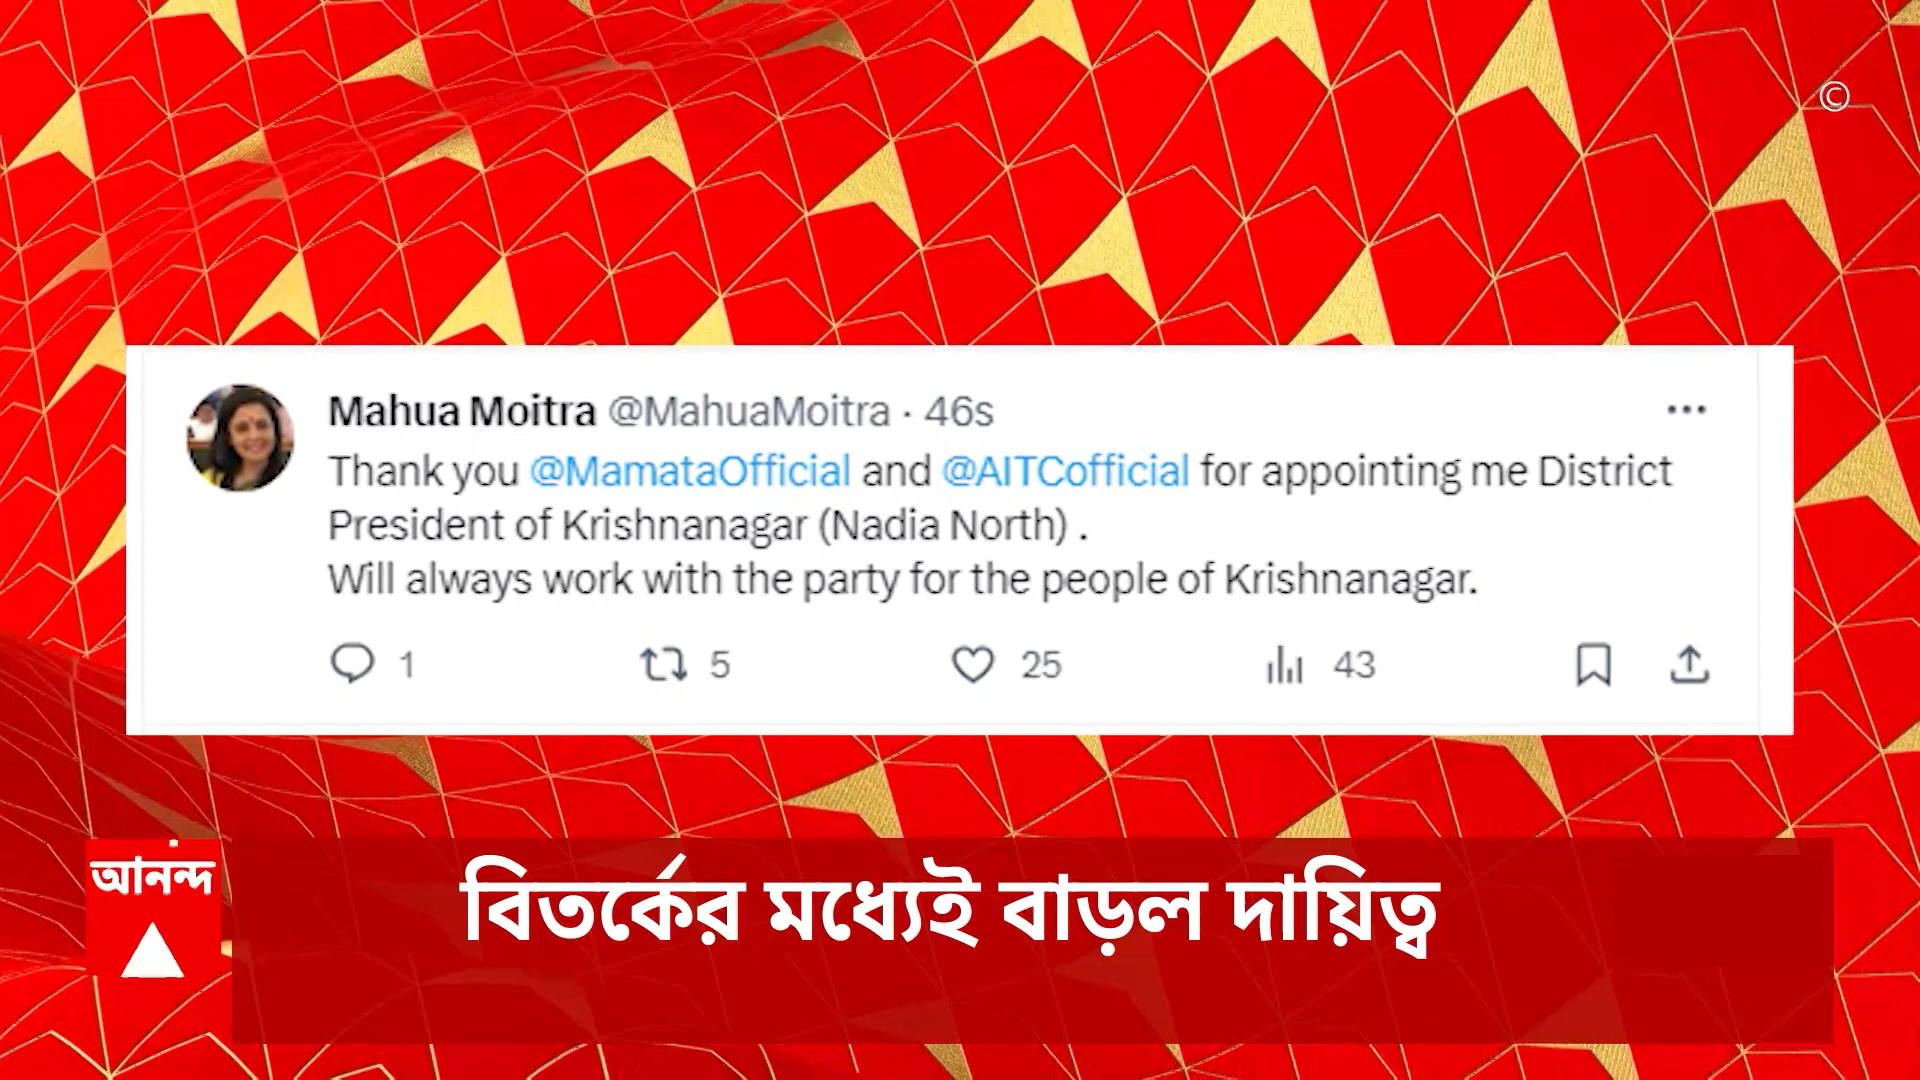 ©
Mahua Moitra @MahuaMoitra · 46s
Thank you @MamataOfficial and @AITCofficial for appointing me District
President of Krishnanagar (Nadia North) .
Will always work with the party for the people of Krishnanagar.
1 5 25 43
আনন্দ
বিতর্কের মধ্যেই বাড়ল দায়িত্ব